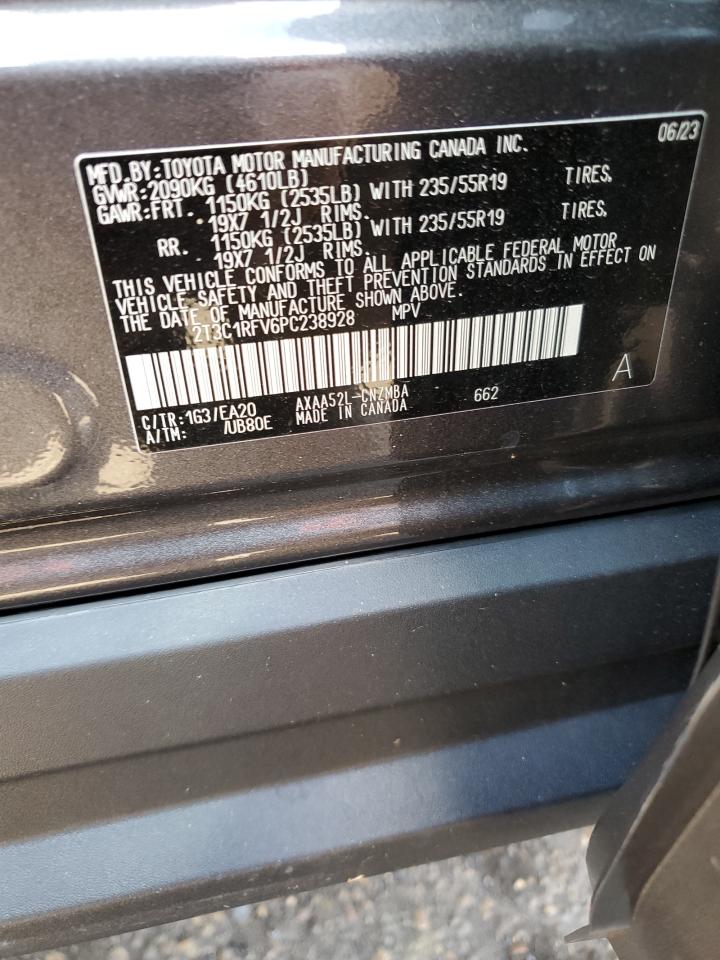 06/23
MFD.BY:TOYOTA MOTOR MANUFACTURING CANADA INC.
GVWR:2090KG (4610LB)
GAWR:FRT. 1150KG (2535LB) WITH 235/55R19 TIRES,
19X7 1/2J RIMS.
RR. 1150KG (2535LB) WITH 235/55R19 TIRES,
19X7 1/2J RIMS.
THIS VEHICLE CONFORMS TO ALL APPLICABLE FEDERAL MOTOR
VEHICLE SAFETY AND THEFT PREVENTION STANDARDS IN EFFECT ON
THE DATE OF MANUFACTURE SHOWN ABOVE.
2T3C1RFV6PC238928 MPV
C/TR:1G3/EA20 AXAA52L-CNZMBA 662 A
A/TM: /UB80E MADE IN CANADA